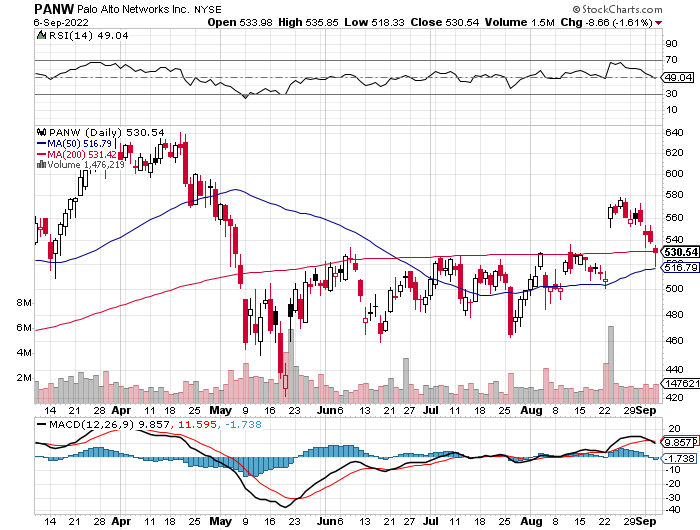 PANW Palo Alto Networks Inc. NYSE © StockCharts.com
6-Sep-2022 Open 533.98 High 535.85 Low 518.33 Close 530.54 Volume 1.5M Chg -8.66 (-1.61%)
RSI(14) 49.04
90
70
49.04
30
10
PANW (Daily) 530.54
MA(50) 516.79
MA(200) 531.42
Volume 1,476,219
640
620
600
580
560
540
530.54
516.79
500
480
460
440
420
8M
6M
4M
2M
147621
14 21 28 Apr 11 18 25 May 9 16 23 Jun 6 13 21 27 Jul 11 18 25 Aug 8 15 22 29 Sep
MACD(12,26,9) 9.857, 11.595, -1.738
20
9.857
-1.738
-10
-20
-30
14 21 28 Apr 11 18 25 May 9 16 23 Jun 6 13 21 27 Jul 11 18 25 Aug 8 15 22 29 Sep